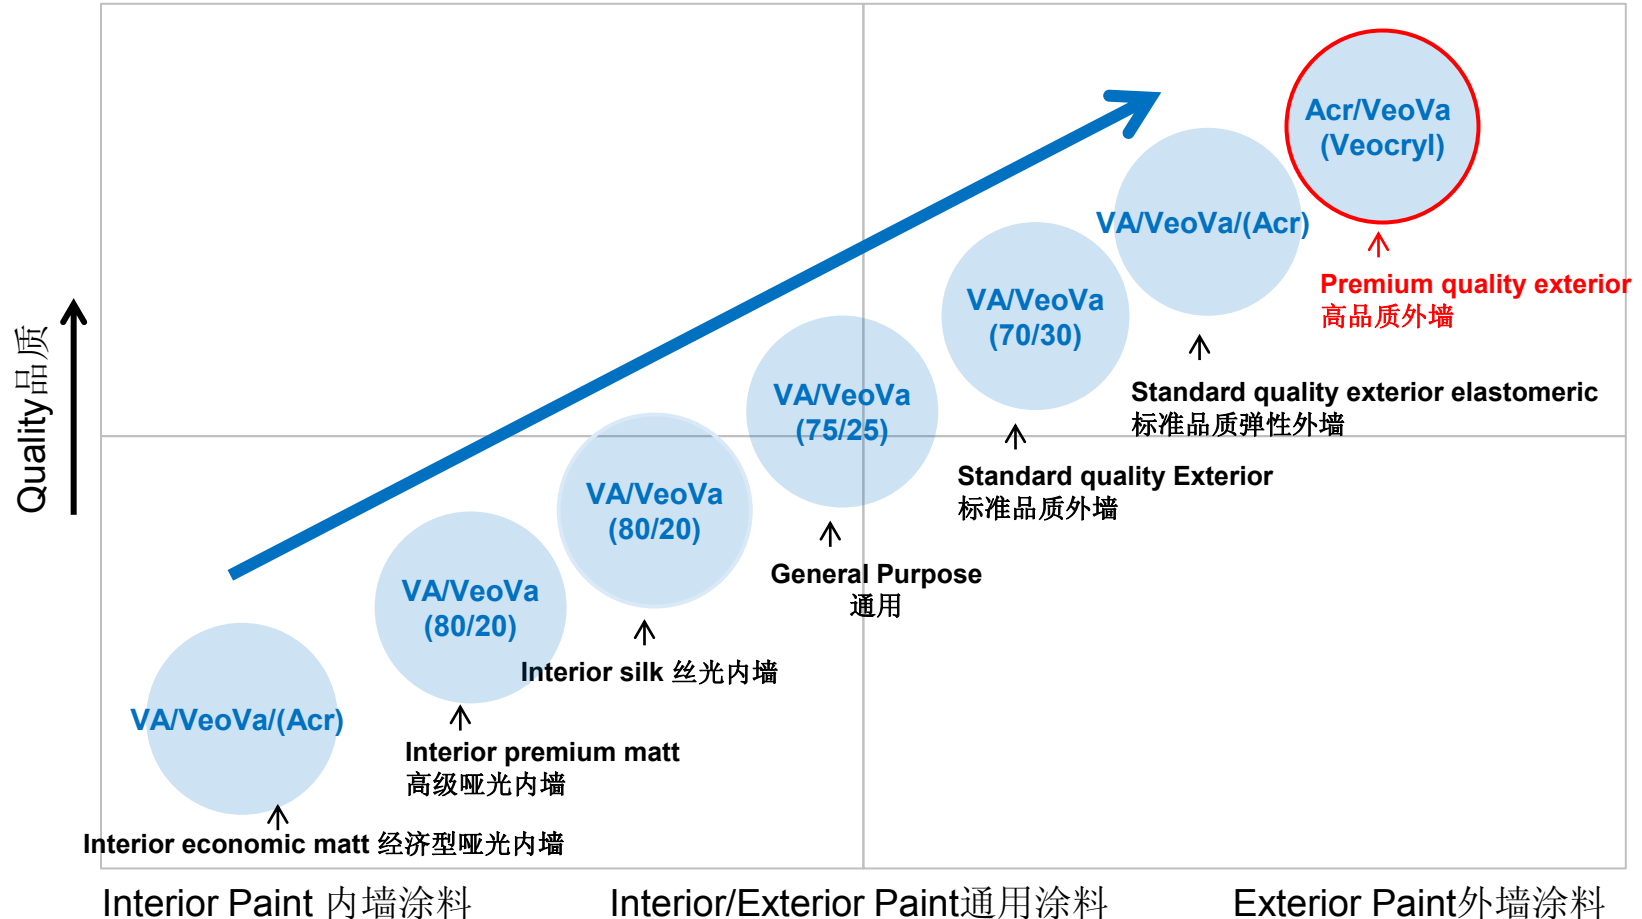 Acr/VeoVa
(Veocryl)
VA/VeoVa/(Acr)
Premium quality exterior
高品质外墙
VA/VeoVa
(70/30)
Standard quality exterior elastomeric
标准品质弹性外墙
VA/VeoVa
(75/25)
Standard quality Exterior
标准品质外墙
VA/VeoVa
(80/20)
General Purpose
通用
VA/VeoVa
(80/20)
Interior silk 丝光内墙
VA/VeoVa/(Acr)
Interior premium matt
高级哑光内墙
Interior economic matt 经济型哑光内墙
Quality品质
Interior Paint 内墙涂料
Interior/Exterior Paint通用涂料
Exterior Paint外墙涂料